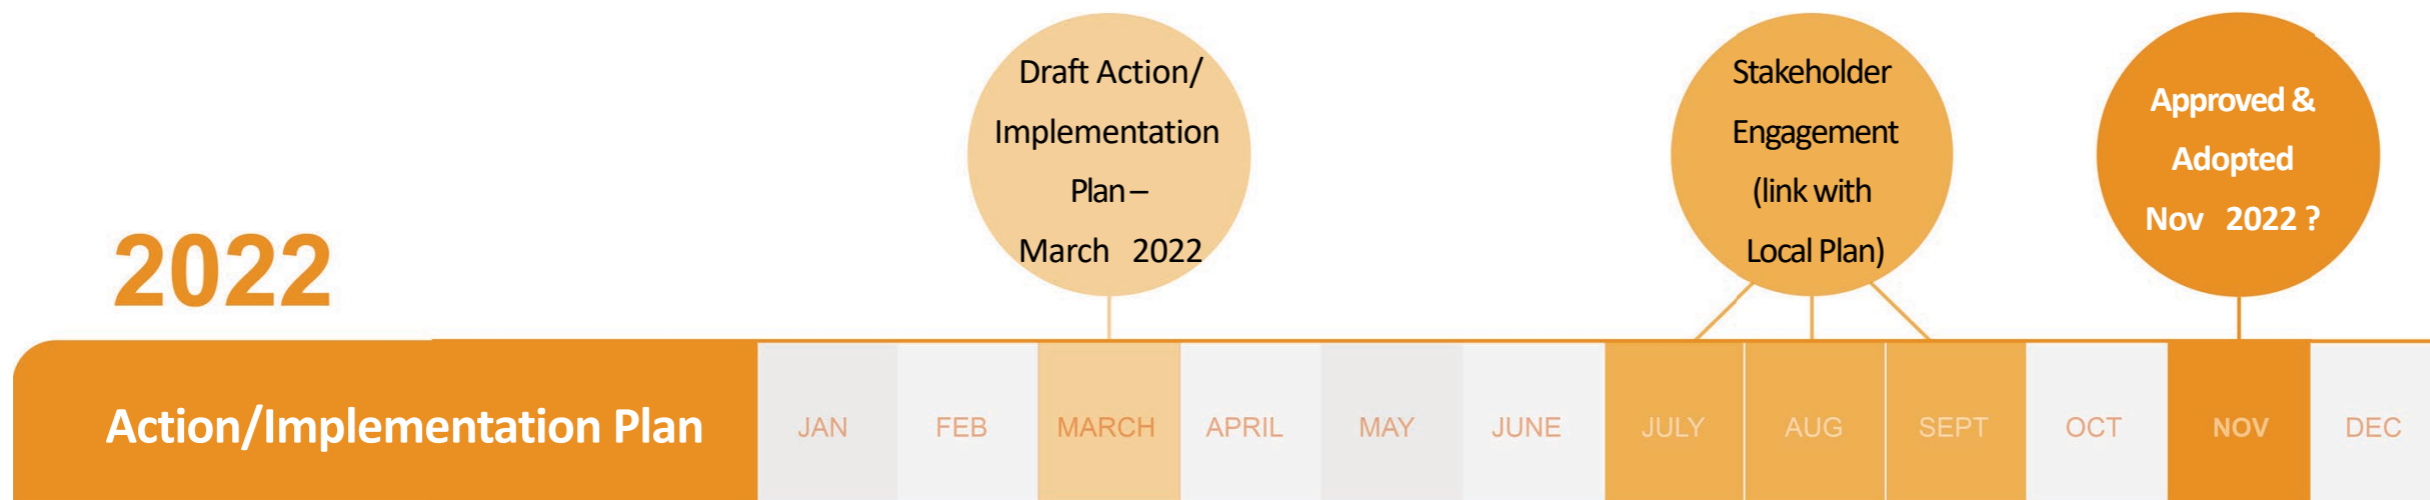 Draft Action/
Implementation
Plan –
March 2022
Stakeholder
Engagement
(link with
Local Plan)
Approved &
Adopted
Nov 2022 ?
2022
Action/Implementation Plan
JAN FEB MARCH APRIL MAY JUNE JULY AUG SEPT OCT NOV DEC